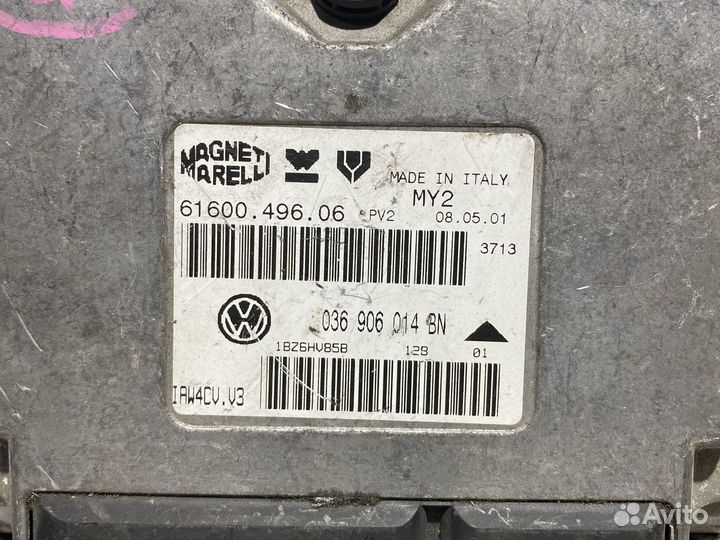 MAGNETI
MARELLI
MADE IN ITALY
MY2
61600.496.06 PV2 08.05.01
3713
036 906 014 BN
1BZ6HV85B 128 01
IAW4CV.V3
Avito